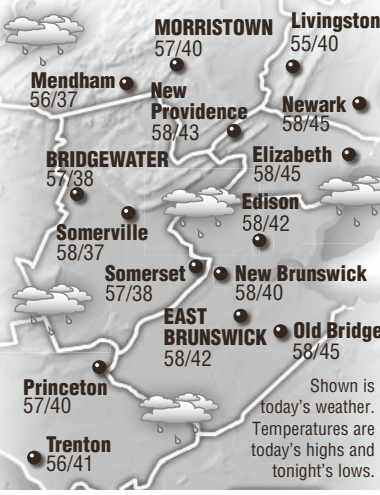 MORRISTOWN
57/40
Livingston
55/40
Mendham
56/37
New
Providence
58/43
Newark
58/45
BRIDGEWATER
57/38
Elizabeth
58/45
Edison
58/42
Somerville
58/37
Somerset
57/38
New Brunswick
58/40
EAST
BRUNSWICK
58/42
Old Bridge
58/45
Princeton
57/40
Trenton
56/41
Shown is
today's weather.
Temperatures are
today's highs and
tonight's lows.